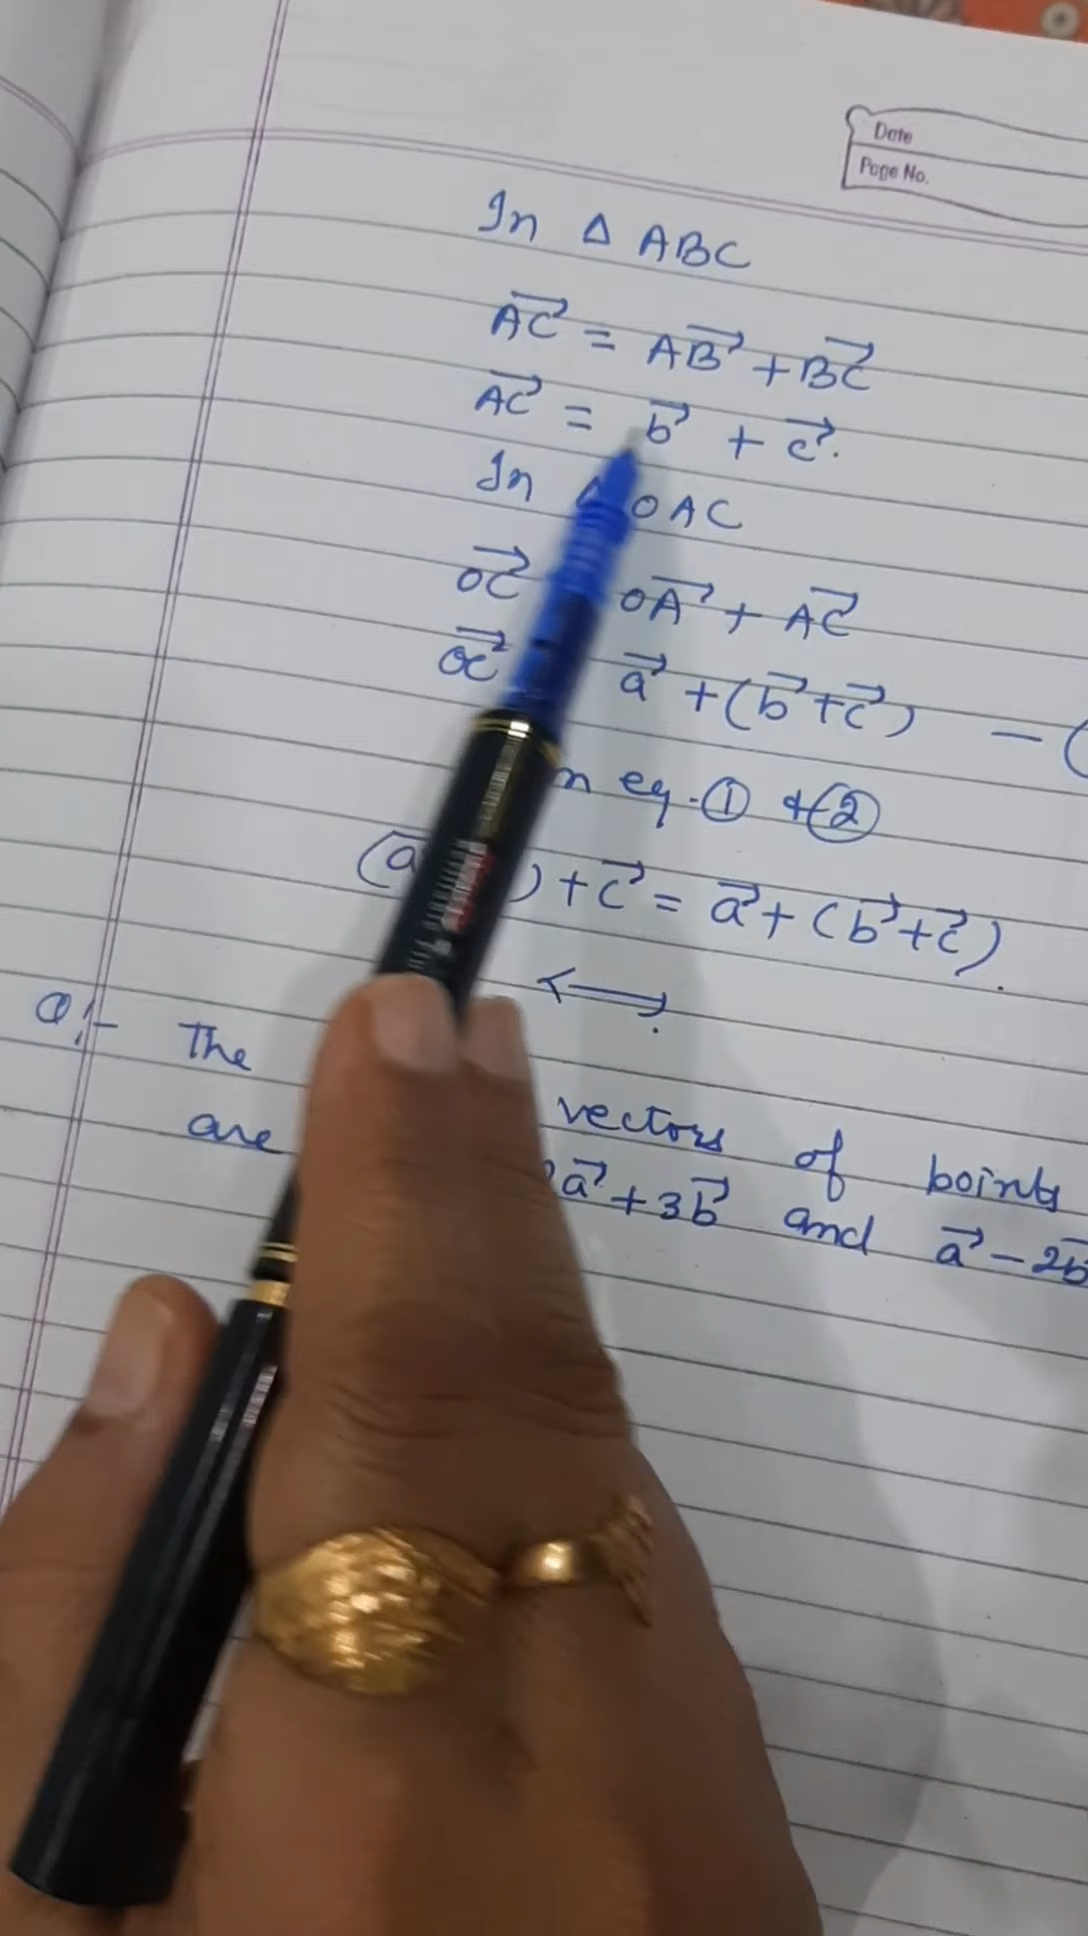 Date
Page No.
In Δ ABC
AC⃗ = AB⃗ + BC⃗
AC⃗ = b⃗ + c⃗.
In Δ OAC
OC⃗ OA⃗ + AC⃗
OC⃗ a⃗ + (b⃗ + c⃗) - (
eq. ① & ②
(a ) + c⃗ = a⃗ + (b⃗ + c⃗).
Q:- The vectors of boints
are a⃗ + 3b⃗ and a⃗ - 2b⃗